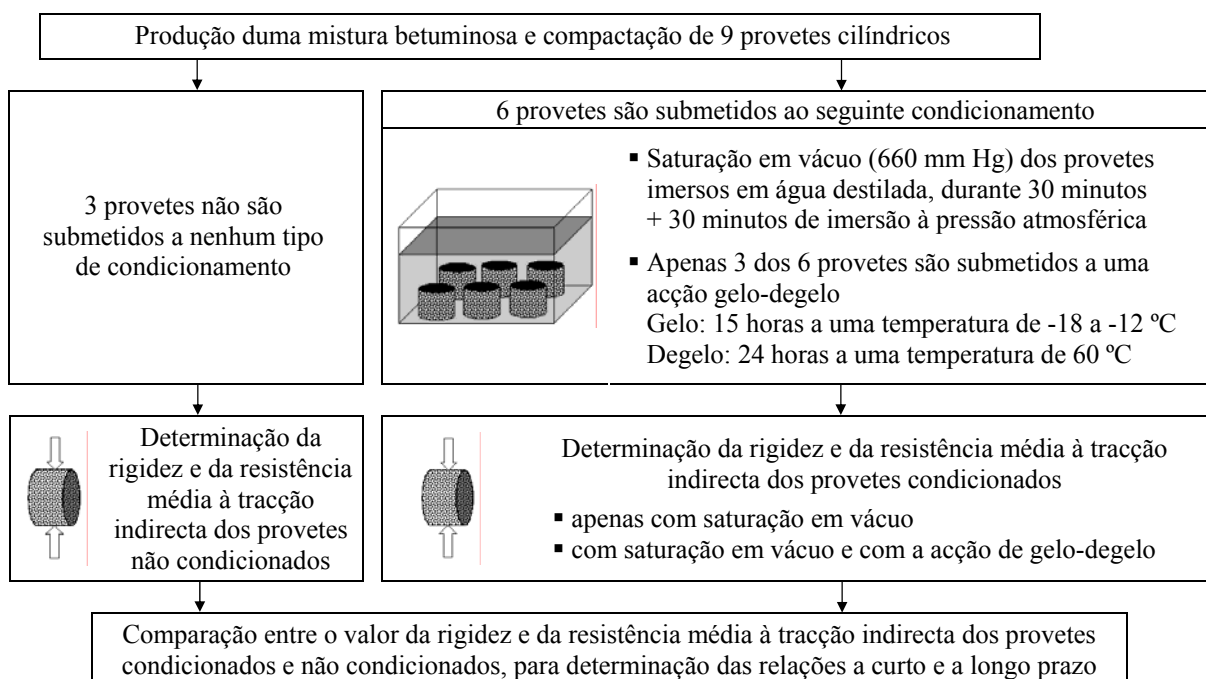 Produção duma mistura betuminosa e compactação de 9 provetes cilíndricos
3 provetes não são
submetidos a nenhum tipo
de condicionamento
6 provetes são submetidos ao seguinte condicionamento
▪ Saturação em vácuo (660 mm Hg) dos provetes
imersos em água destilada, durante 30 minutos
+ 30 minutos de imersão à pressão atmosférica
▪ Apenas 3 dos 6 provetes são submetidos a uma
acção gelo-degelo
Gelo: 15 horas a uma temperatura de -18 a -12 ºC
Degelo: 24 horas a uma temperatura de 60 ºC
Determinação da
rigidez e da resistência
média à tracção
indirecta dos provetes
não condicionados
Determinação da rigidez e da resistência média à tracção
indirecta dos provetes condicionados
▪ apenas com saturação em vácuo
▪ com saturação em vácuo e com a acção de gelo-degelo
Comparação entre o valor da rigidez e da resistência média à tracção indirecta dos provetes
condicionados e não condicionados, para determinação das relações a curto e a longo prazo